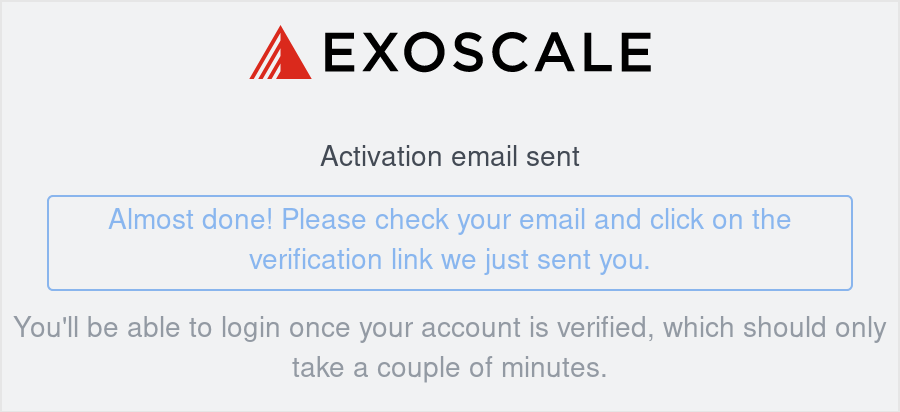 EXOSCALE
Activation email sent
Almost done! Please check your email and click on the
verification link we just sent you.
You'll be able to login once your account is verified, which should only
take a couple of minutes.